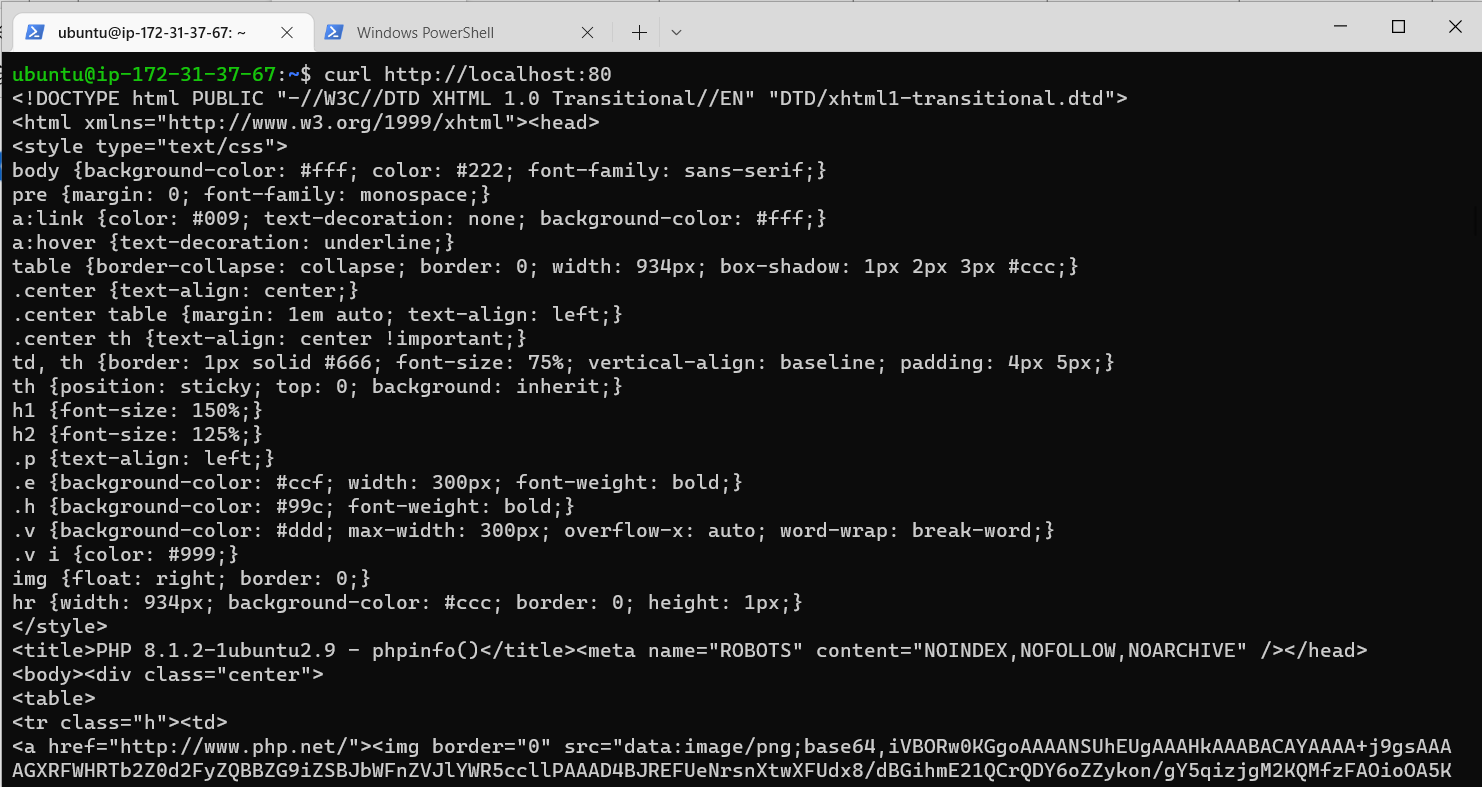 ubuntu@ip-172-31-37-67: ~
Windows PowerShell
ubuntu@ip-172-31-37-67:~$ curl http://localhost:80
<!DOCTYPE html PUBLIC "-//W3C//DTD XHTML 1.0 Transitional//EN" "DTD/xhtml1-transitional.dtd">
<html xmlns="http://www.w3.org/1999/xhtml"><head>
<style type="text/css">
body {background-color: #fff; color: #222; font-family: sans-serif;}
pre {margin: 0; font-family: monospace;}
a:link {color: #009; text-decoration: none; background-color: #fff;}
a:hover {text-decoration: underline;}
table {border-collapse: collapse; border: 0; width: 934px; box-shadow: 1px 2px 3px #ccc;}
.center {text-align: center;}
.center table {margin: 1em auto; text-align: left;}
.center th {text-align: center !important;}
td, th {border: 1px solid #666; font-size: 75%; vertical-align: baseline; padding: 4px 5px;}
th {position: sticky; top: 0; background: inherit;}
h1 {font-size: 150%;}
h2 {font-size: 125%;}
.p {text-align: left;}
.e {background-color: #ccf; width: 300px; font-weight: bold;}
.h {background-color: #99c; font-weight: bold;}
.v {background-color: #ddd; max-width: 300px; overflow-x: auto; word-wrap: break-word;}
.v i {color: #999;}
img {float: right; border: 0;}
hr {width: 934px; background-color: #ccc; border: 0; height: 1px;}
</style>
<title>PHP 8.1.2-1ubuntu2.9 - phpinfo()</title><meta name="ROBOTS" content="NOINDEX,NOFOLLOW,NOARCHIVE" /></head>
<body><div class="center">
<table>
<tr class="h"><td>
<a href="http://www.php.net/"><img border="0" src="data:image/png;base64,iVBORw0KGgoAAAANSUhEUgAAAHkAAABACAYAAAA+j9gsAAA
AGXRFWHRTb2Z0d2FyZQBBZG9iZSBJbWFnZVJlYWR5ccllPAAAD4BJREFUeNrsnXtwXFUdx8/dBGihmE21QCrQDY6oZZykon/gY5qizjgM2KQMfzFAOioOA5K